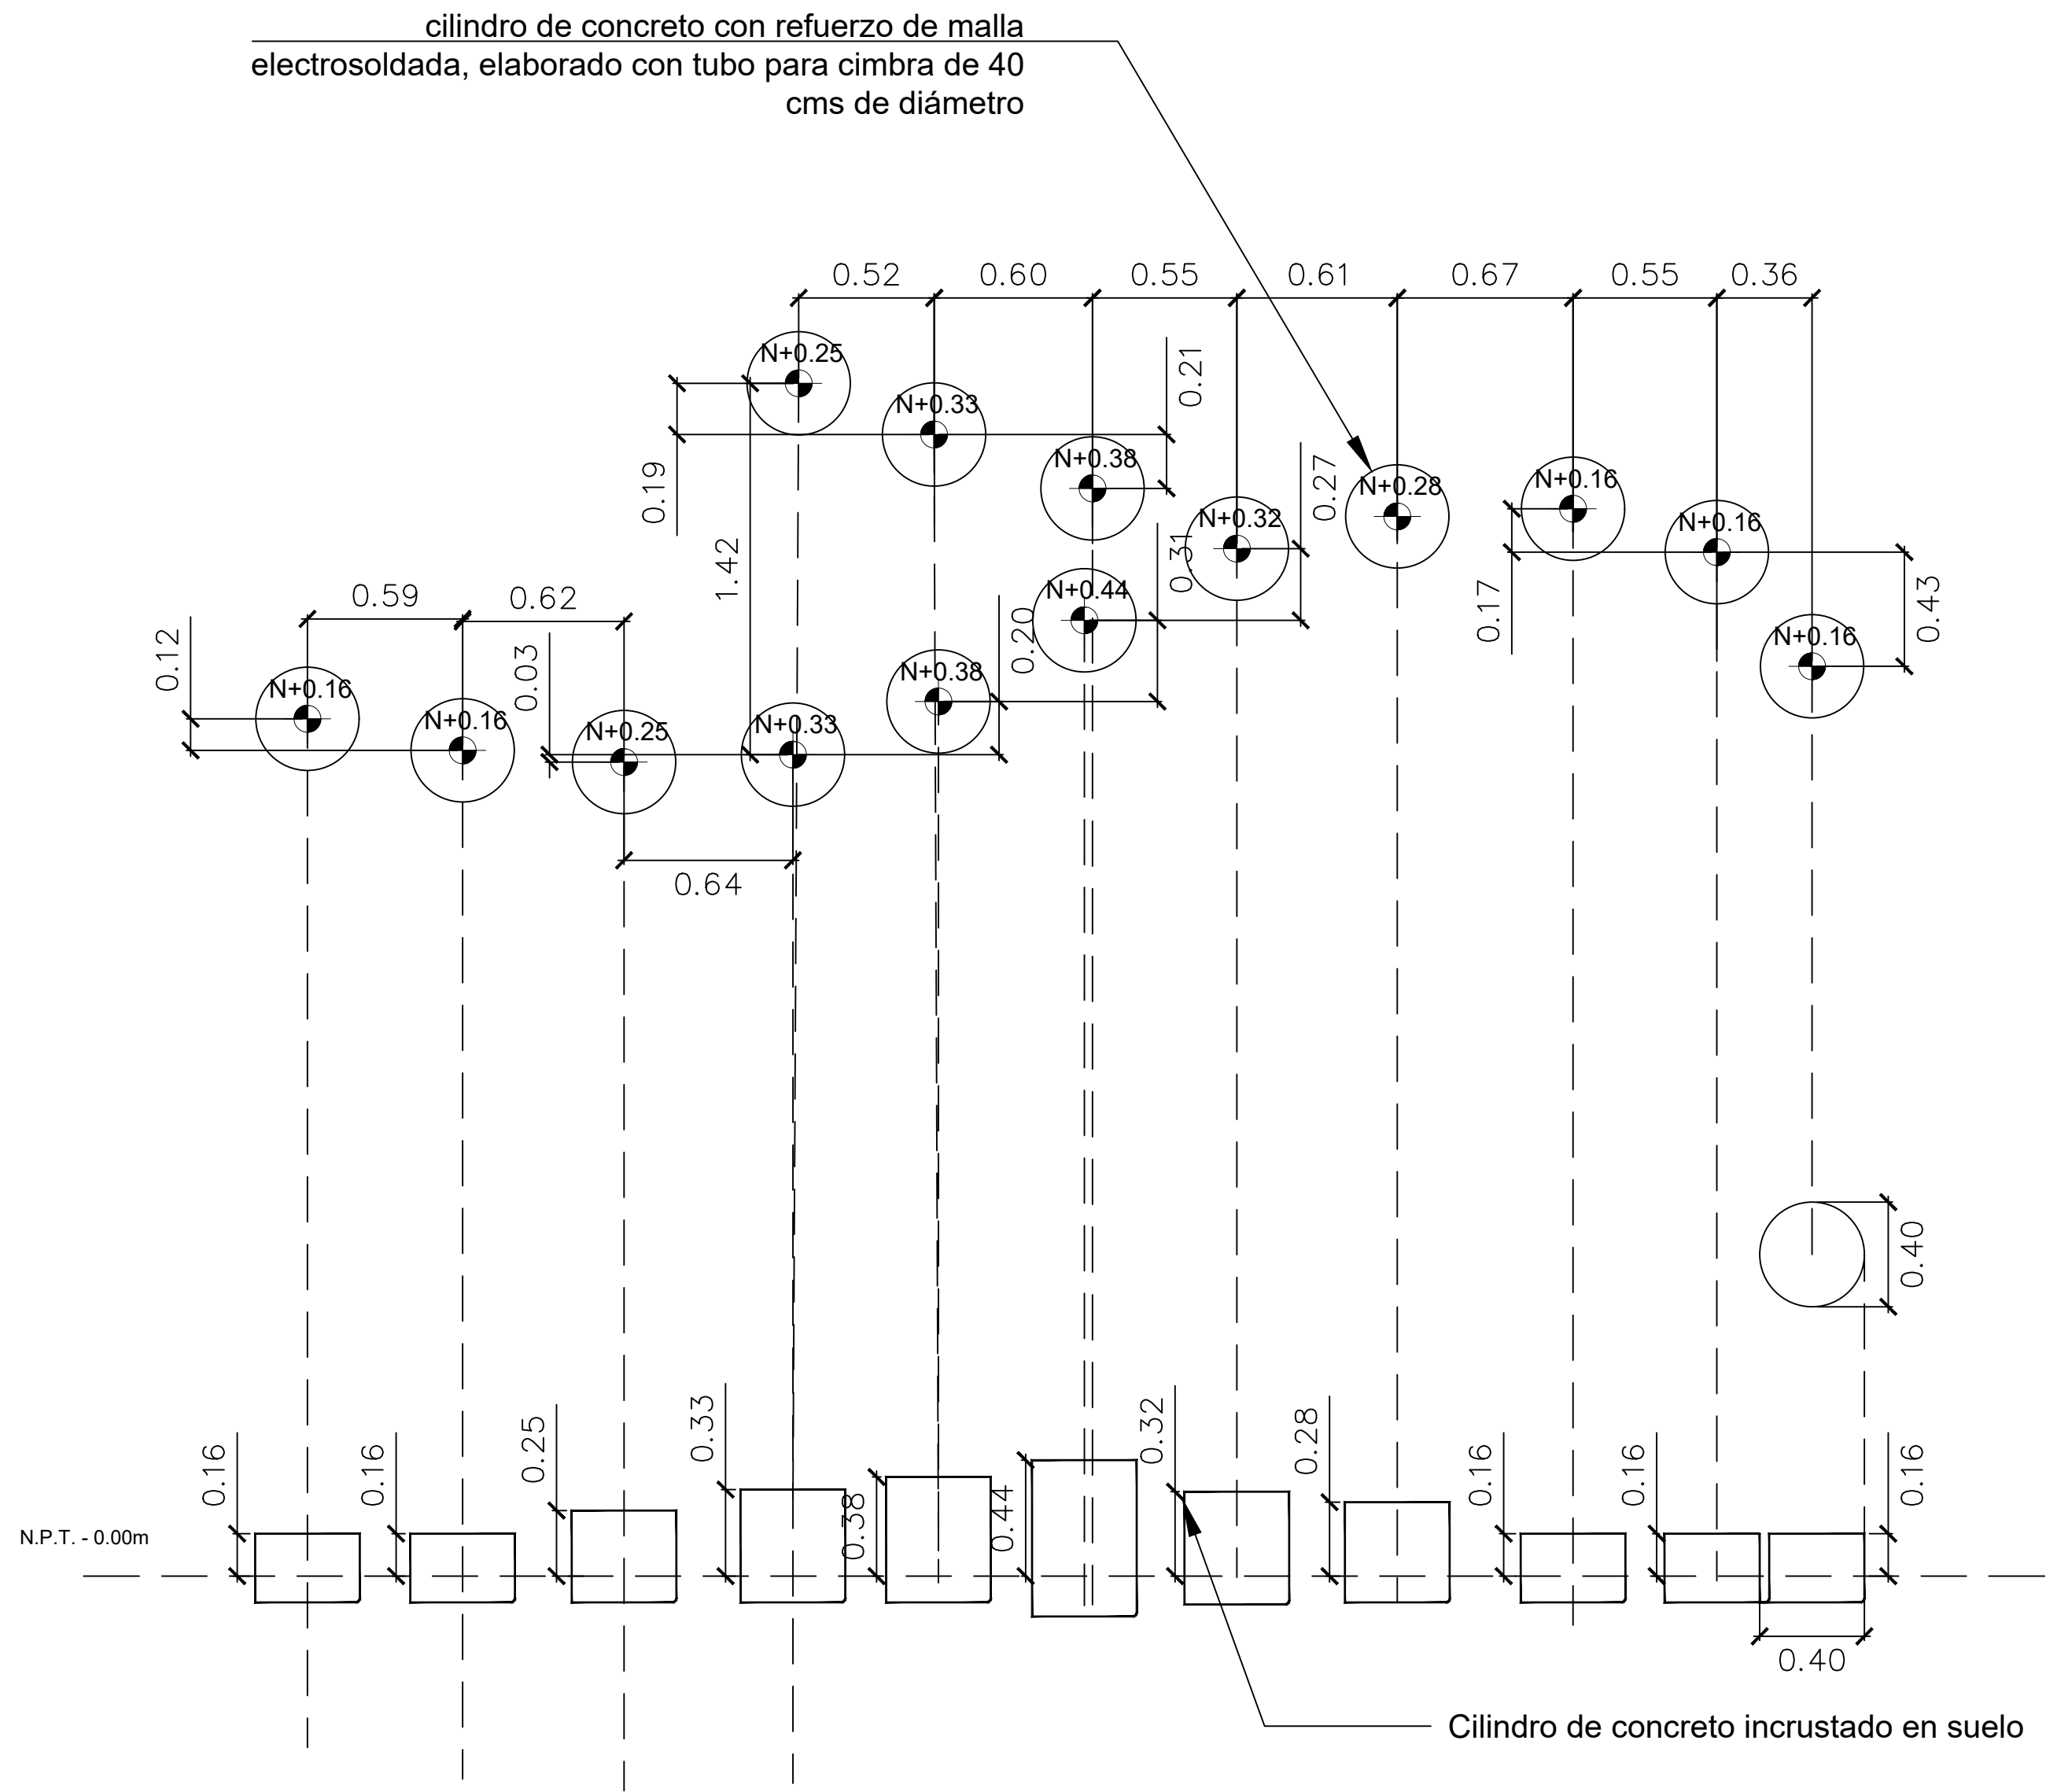 cilindro de concreto con refuerzo de malla
electrosoldada, elaborado con tubo para cimbra de 40
cms de diámetro
0.52
0.60
0.55
0.61
0.67
0.55
0.36
N+0.25
N+0.33
N+0.38
N+0.32
N+0.28
N+0.16
N+0.16
N+0.16
0.21
0.19
0.27
1.42
0.31
0.17
0.43
N+0.44
0.20
N+0.38
0.59
0.62
0.12
0.03
N+0.16
N+0.16
N+0.25
N+0.33
0.64
0.40
0.16
0.16
0.25
0.33
0.38
0.44
0.32
0.28
0.16
0.16
0.16
N.P.T. - 0.00m
0.40
Cilindro de concreto incrustado en suelo